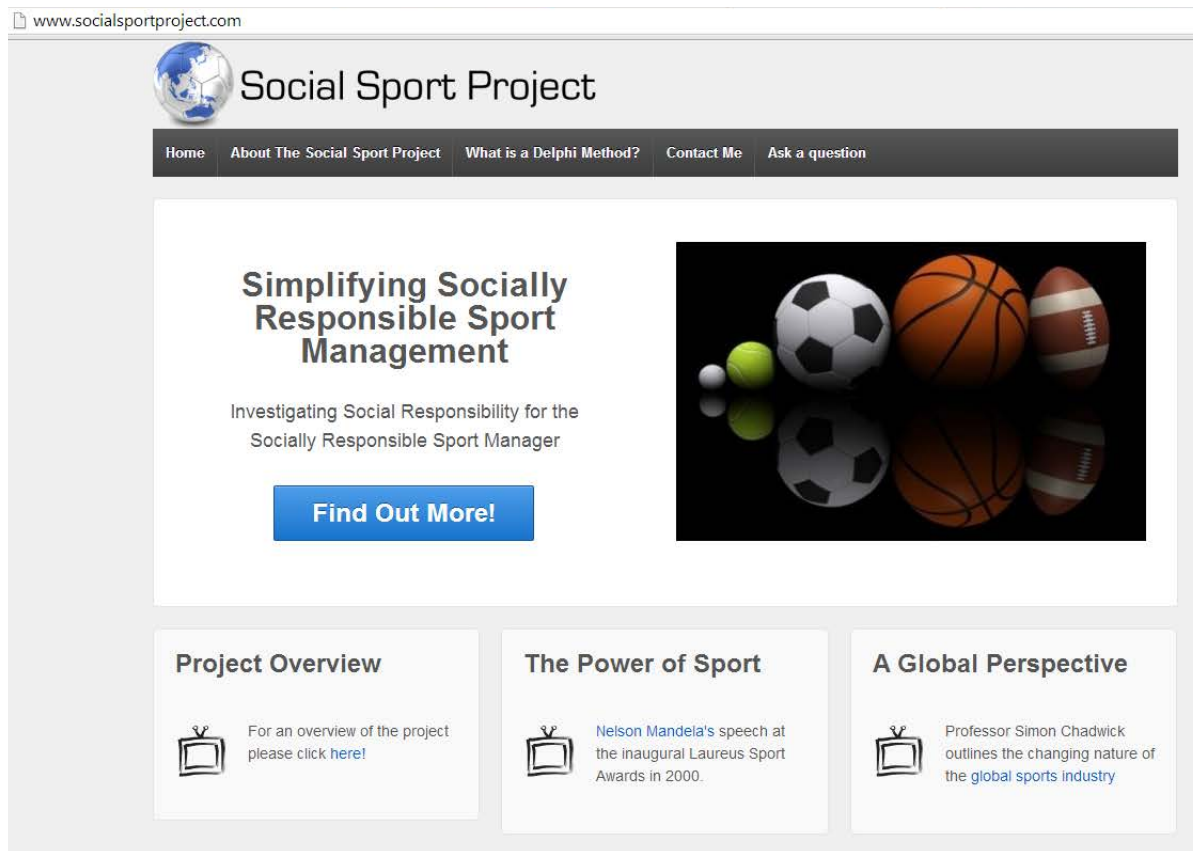 www.socialsportproject.com
Social Sport Project
Home About The Social Sport Project What is a Delphi Method? Contact Me Ask a question
Simplifying Socially
Responsible Sport
Management
Investigating Social Responsibility for the
Socially Responsible Sport Manager
Find Out More!
Project Overview
For an overview of the project
please click here!
The Power of Sport
Nelson Mandela's speech at
the inaugural Laureus Sport
Awards in 2000.
A Global Perspective
Professor Simon Chadwick
outlines the changing nature of
the global sports industry